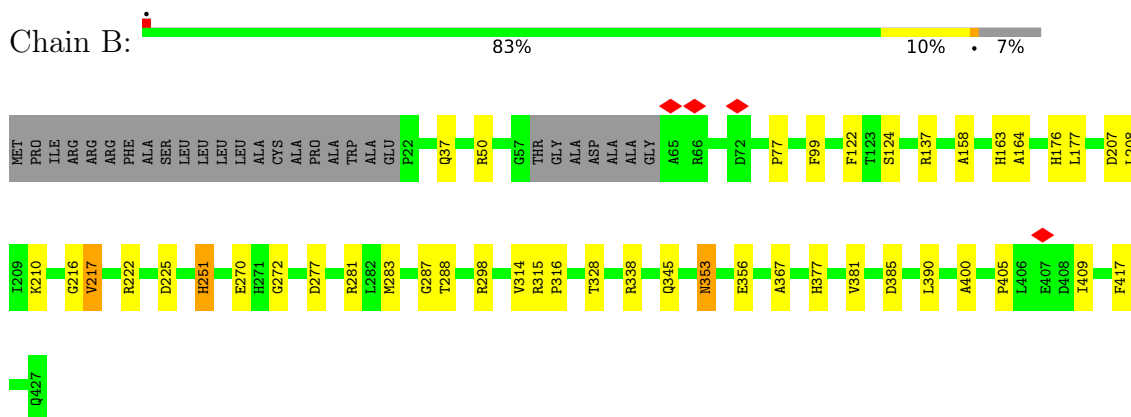 Chain B:
83% 10% • 7%
MET PRO ILE ARG ARG ARG PHE ALA SER LEU LEU LEU LEU ALA CYS ALA PRO ALA TRP ALA GLU P22 Q37 R50 G57 THR GLY ALA ASP ALA ALA GLY A65 R66 D72 P77 F99 F122 T123 S124 R137 A158 H163 A164 H176 L177 D207 L208
I209 K210 G216 V217 R222 D225 H251 E270 H271 G272 D277 R281 L282 M283 G287 T288 R298 V314 R315 P316 T328 R338 Q345 N353 E356 A367 H377 V381 D385 L390 A400 P405 L406 E407 D408 I409 F417
Q427